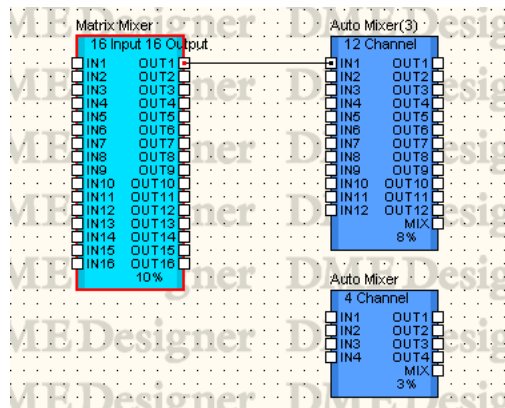 Matrix Mixer
16 Input 16 Output
IN1 OUT1
IN2 OUT2
IN3 OUT3
IN4 OUT4
IN5 OUT5
IN6 OUT6
IN7 OUT7
IN8 OUT8
IN9 OUT9
IN10 OUT10
IN11 OUT11
IN12 OUT12
IN13 OUT13
IN14 OUT14
IN15 OUT15
IN16 OUT16
10%
Auto Mixer(3)
12 Channel
IN1 OUT1
IN2 OUT2
IN3 OUT3
IN4 OUT4
IN5 OUT5
IN6 OUT6
IN7 OUT7
IN8 OUT8
IN9 OUT9
IN10 OUT10
IN11 OUT11
IN12 OUT12
MIX
8%
Auto Mixer
4 Channel
IN1 OUT1
IN2 OUT2
IN3 OUT3
IN4 OUT4
MIX
3%
DME Designer